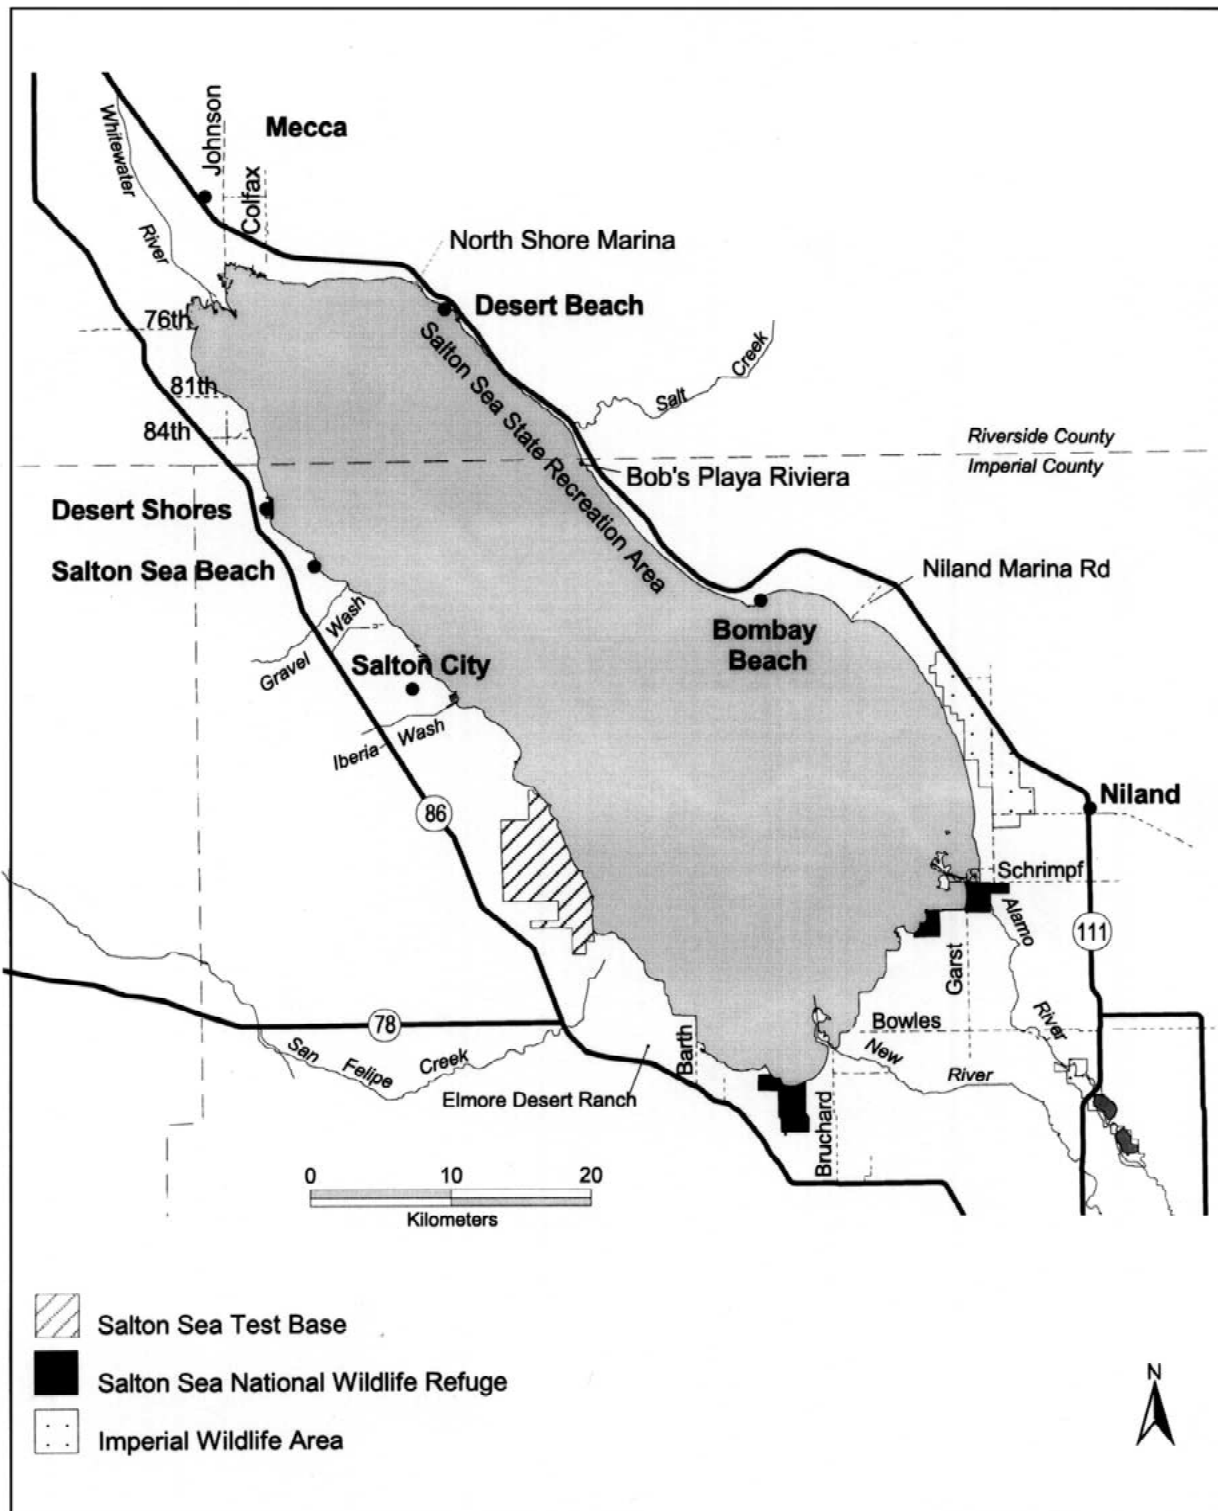 Mecca
Johnson
Colfax
Whitewater
River
North Shore Marina
Desert Beach
76th
81th
84th
Salton Sea State Recreation Area
Salt
Creek
Riverside County
Imperial County
Bob's Playa Riviera
Desert Shores
Salton Sea Beach
Niland Marina Rd
Bombay
Beach
Gravel
Wash
Salton City
Iberia
Wash
86
Niland
Schrimpf
Alamo
River
111
Garst
Bowles
New
River
78
San
Felipe
Creek
Barth
Elmore Desert Ranch
Bruchard
0 10 20
Kilometers
Salton Sea Test Base
Salton Sea National Wildlife Refuge
Imperial Wildlife Area
N